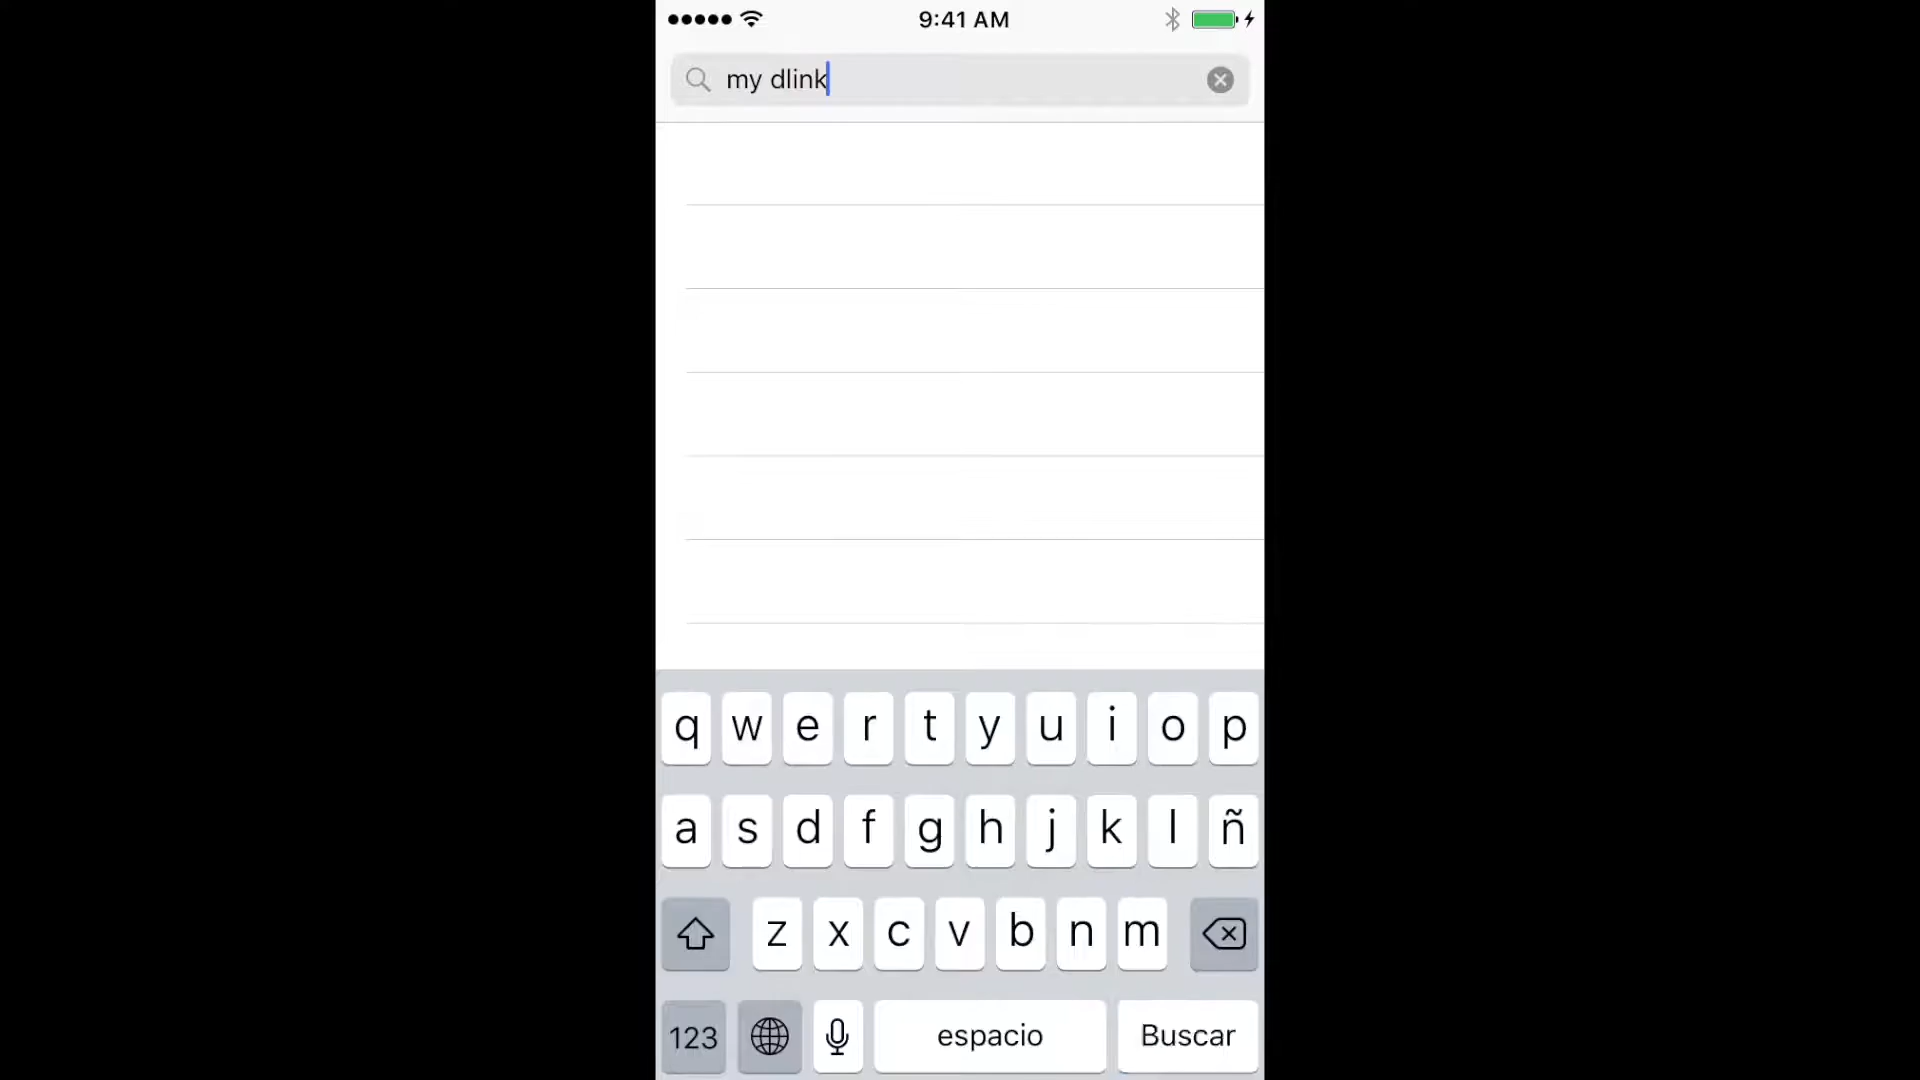 9:41 AM
my dlink
q w e r t y u i o p
a s d f g h j k l ñ
z x c v b n m
123 espacio Buscar